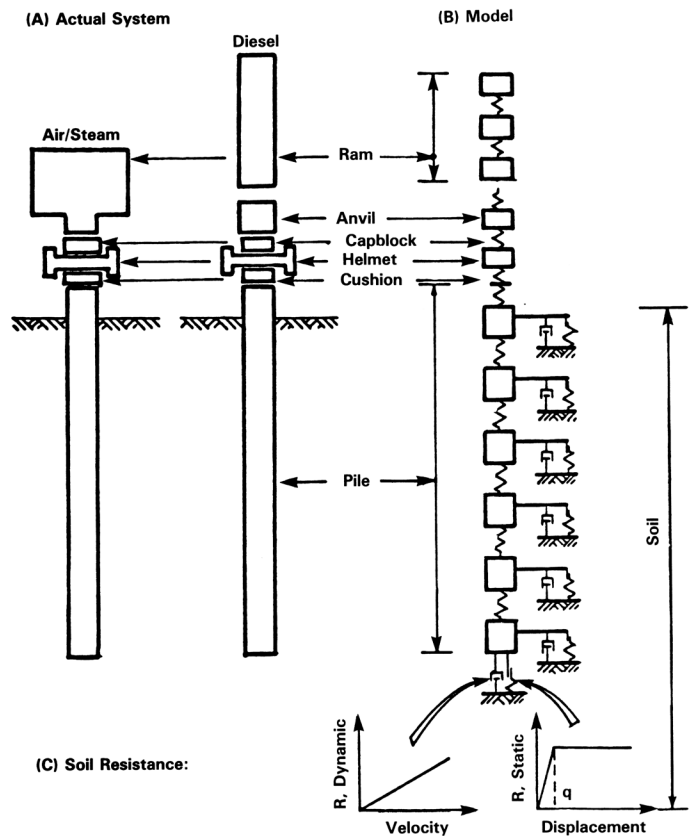 (A) Actual System
(B) Model
Diesel
Air/Steam
Ram
Anvil
Capblock
Helmet
Cushion
Pile
Soil
(C) Soil Resistance:
R, Dynamic
Velocity
R, Static
q
Displacement